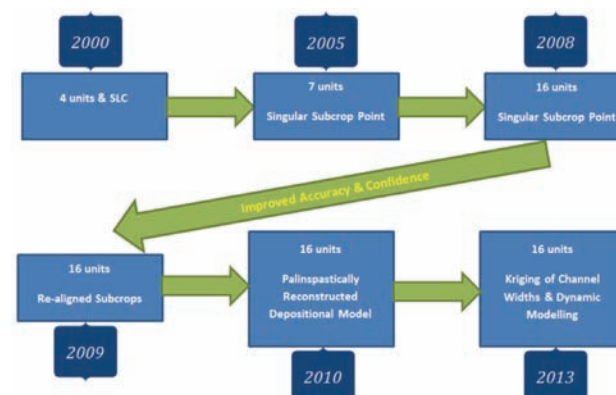 2000
2005
2008
4 units & SLC
7 units
Singular Subcrop Point
16 units
Singular Subcrop Point
Improved Accuracy & Confidence
16 units
Re-aligned Subcrops
16 units
Palinspastically
Reconstructed
Depositional Model
16 units
Kriging of Channel
Widths & Dynamic
Modelling
2009
2010
2013